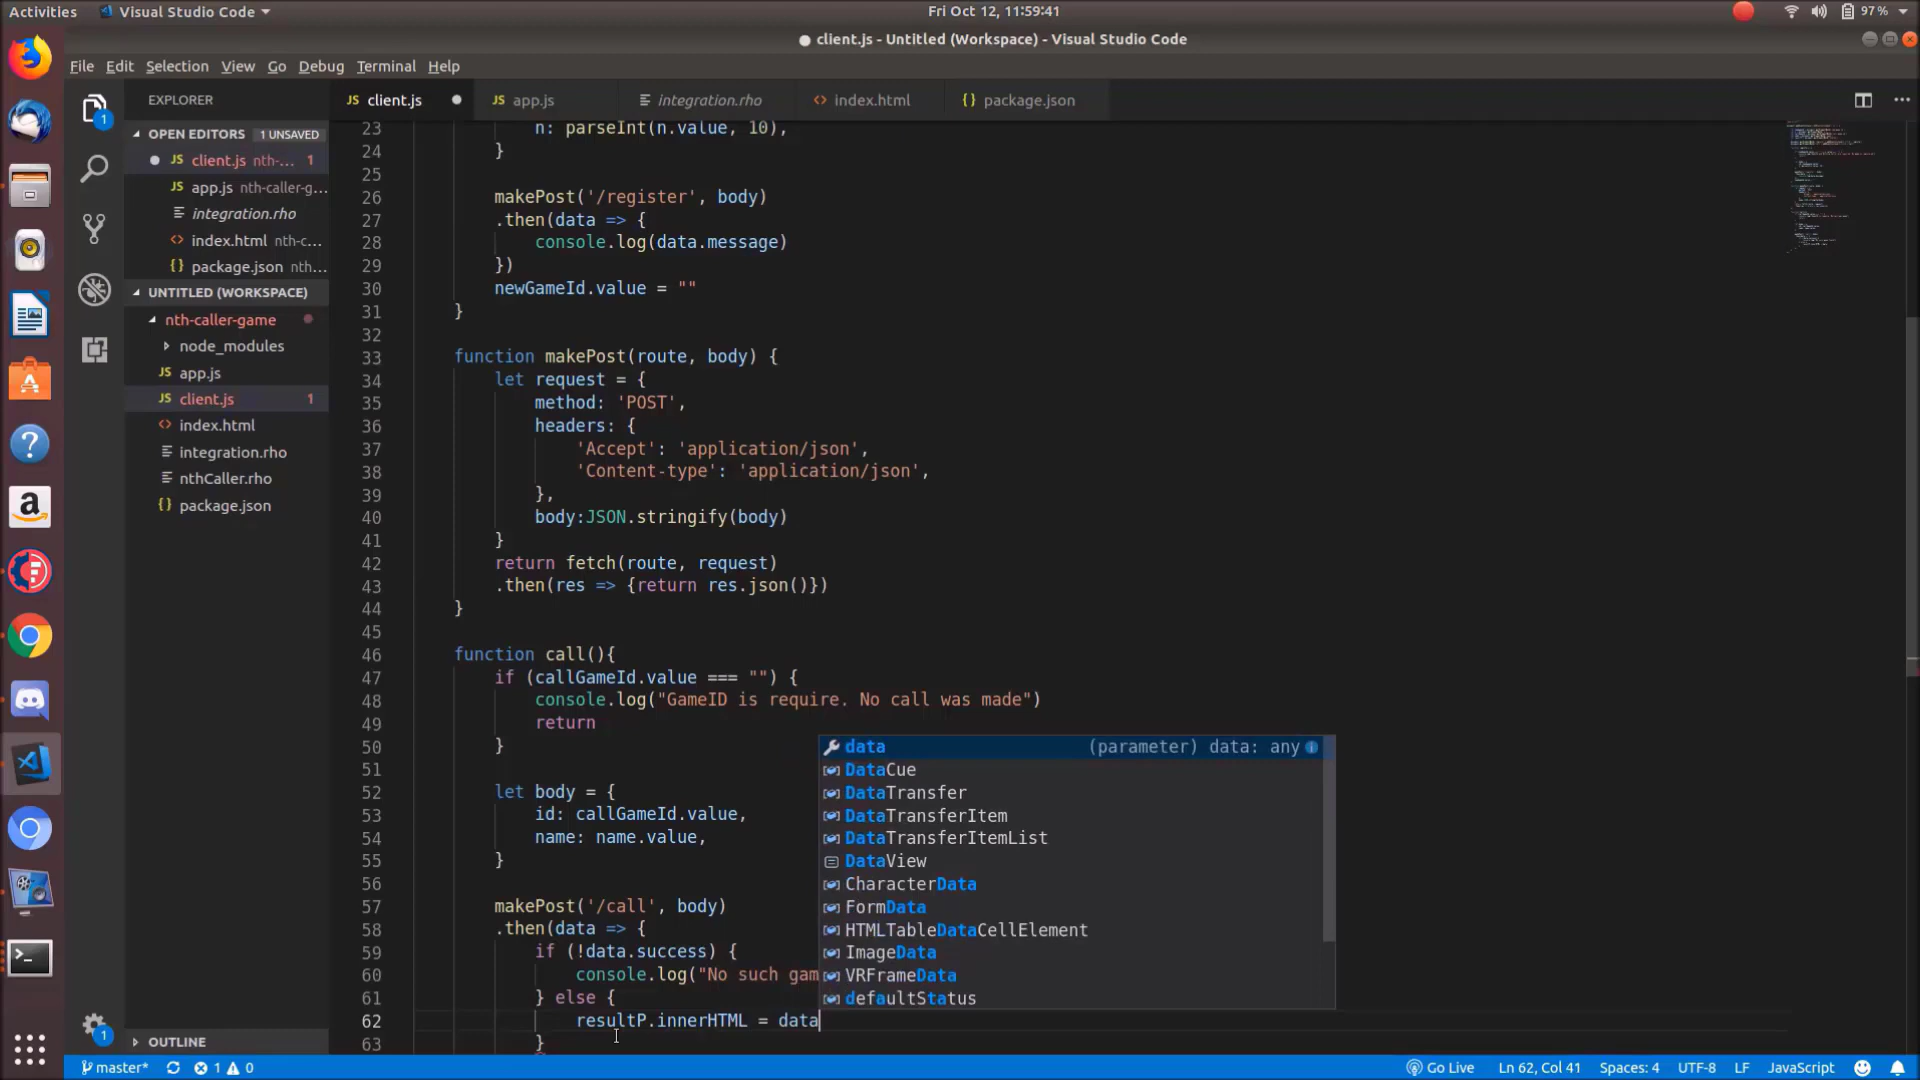 Activities Visual Studio Code Fri Oct 12, 11:59:41 97%
client.js - Untitled (Workspace) - Visual Studio Code
File Edit Selection View Go Debug Terminal Help
EXPLORER JS client.js JS app.js integration.rho <> index.html {} package.json
OPEN EDITORS 1 UNSAVED
JS client.js nth-... 1
JS app.js nth-caller-g...
integration.rho
<> index.html nth-c...
{} package.json nth...
UNTITLED (WORKSPACE)
nth-caller-game
node_modules
JS app.js
JS client.js 1
<> index.html
integration.rho
nthCaller.rho
{} package.json
OUTLINE
1
1
23 n: parseInt(n.value, 10),
24 }
25
26 makePost('/register', body)
27 .then(data => {
28 console.log(data.message)
29 })
30 newGameId.value = ""
31 }
32
33 function makePost(route, body) {
34 let request = {
35 method: 'POST',
36 headers: {
37 'Accept': 'application/json',
38 'Content-type': 'application/json',
39 },
40 body:JSON.stringify(body)
41 }
42 return fetch(route, request)
43 .then(res => {return res.json()})
44 }
45
46 function call(){
47 if (callGameId.value === "") {
48 console.log("GameID is require. No call was made")
49 return
50 }
51
52 let body = {
53 id: callGameId.value,
54 name: name.value,
55 }
56
57 makePost('/call', body)
58 .then(data => {
59 if (!data.success) {
60 console.log("No such gam
61 } else {
62 resultP.innerHTML = data
63 }
data (parameter) data: any
DataCue
DataTransfer
DataTransferItem
DataTransferItemList
DataView
CharacterData
FormData
HTMLTableDataCellElement
ImageData
VRFrameData
defaultStatus
master* 1 0 Go Live Ln 62, Col 41 Spaces: 4 UTF-8 LF JavaScript